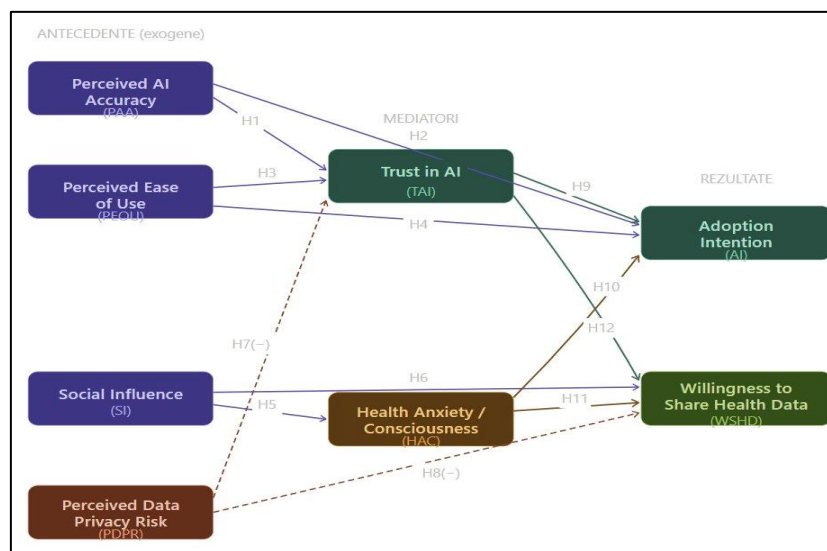 ANTECEDENTE (exogene)
Perceived AI
Accuracy
(PAA)
H1
MEDIATORI
H2
Trust in AI
(TAI)
H3
Perceived Ease
of Use
(PEOU)
H4
H9
REZULTATE
Adoption
Intention
(AI)
H10
H12
H7(−)
Social Influence
(SI)
H6
H5
Health Anxiety /
Consciousness
(HAC)
H11
Willingness to
Share Health Data
(WSHD)
H8(−)
Perceived Data
Privacy Risk
(PDPR)